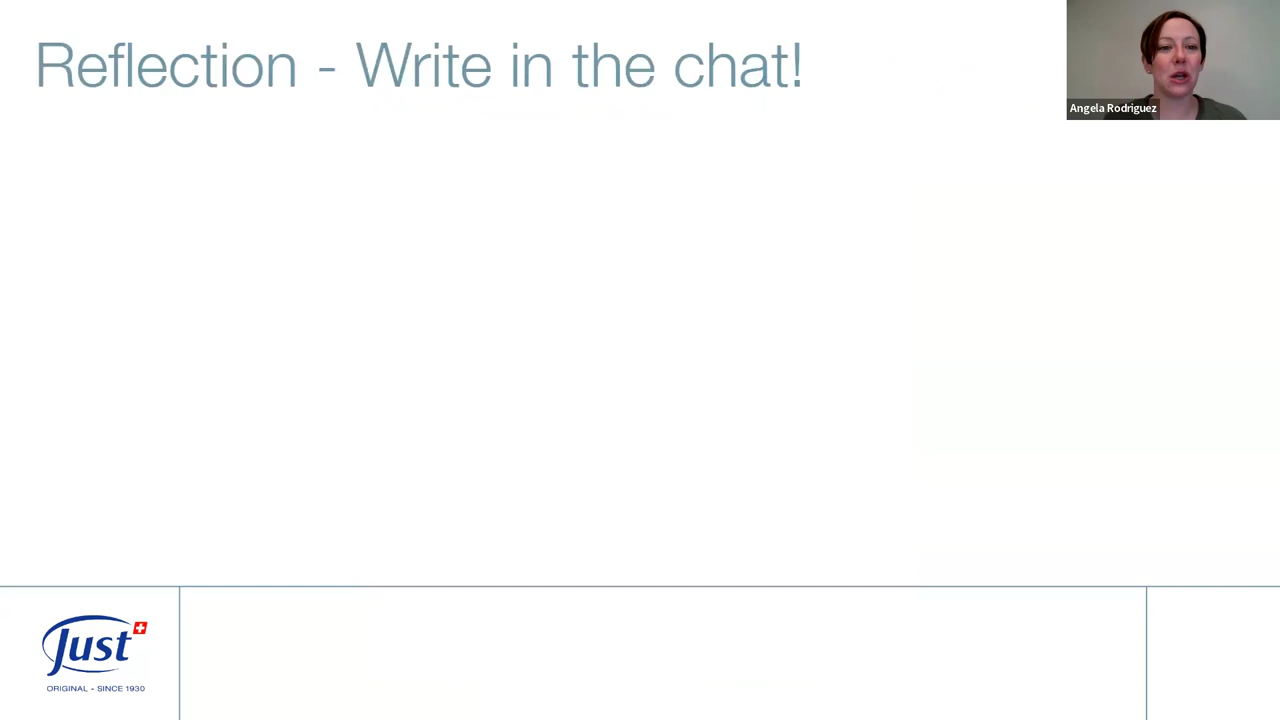 Reflection - Write in the chat!
Angela Rodriguez
Just
ORIGINAL - SINCE 1930